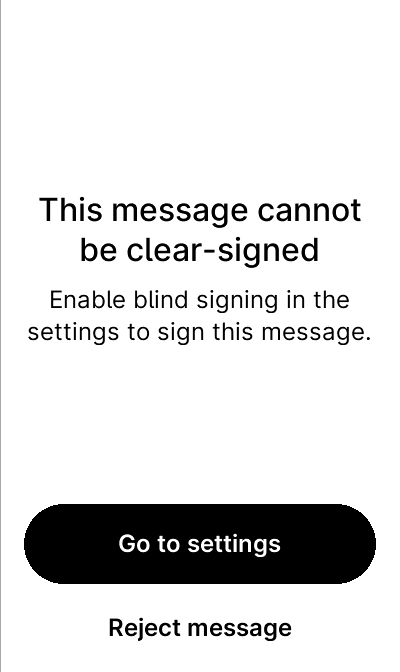 This message cannot
be clear-signed
Enable blind signing in the
settings to sign this message.
Go to settings
Reject message